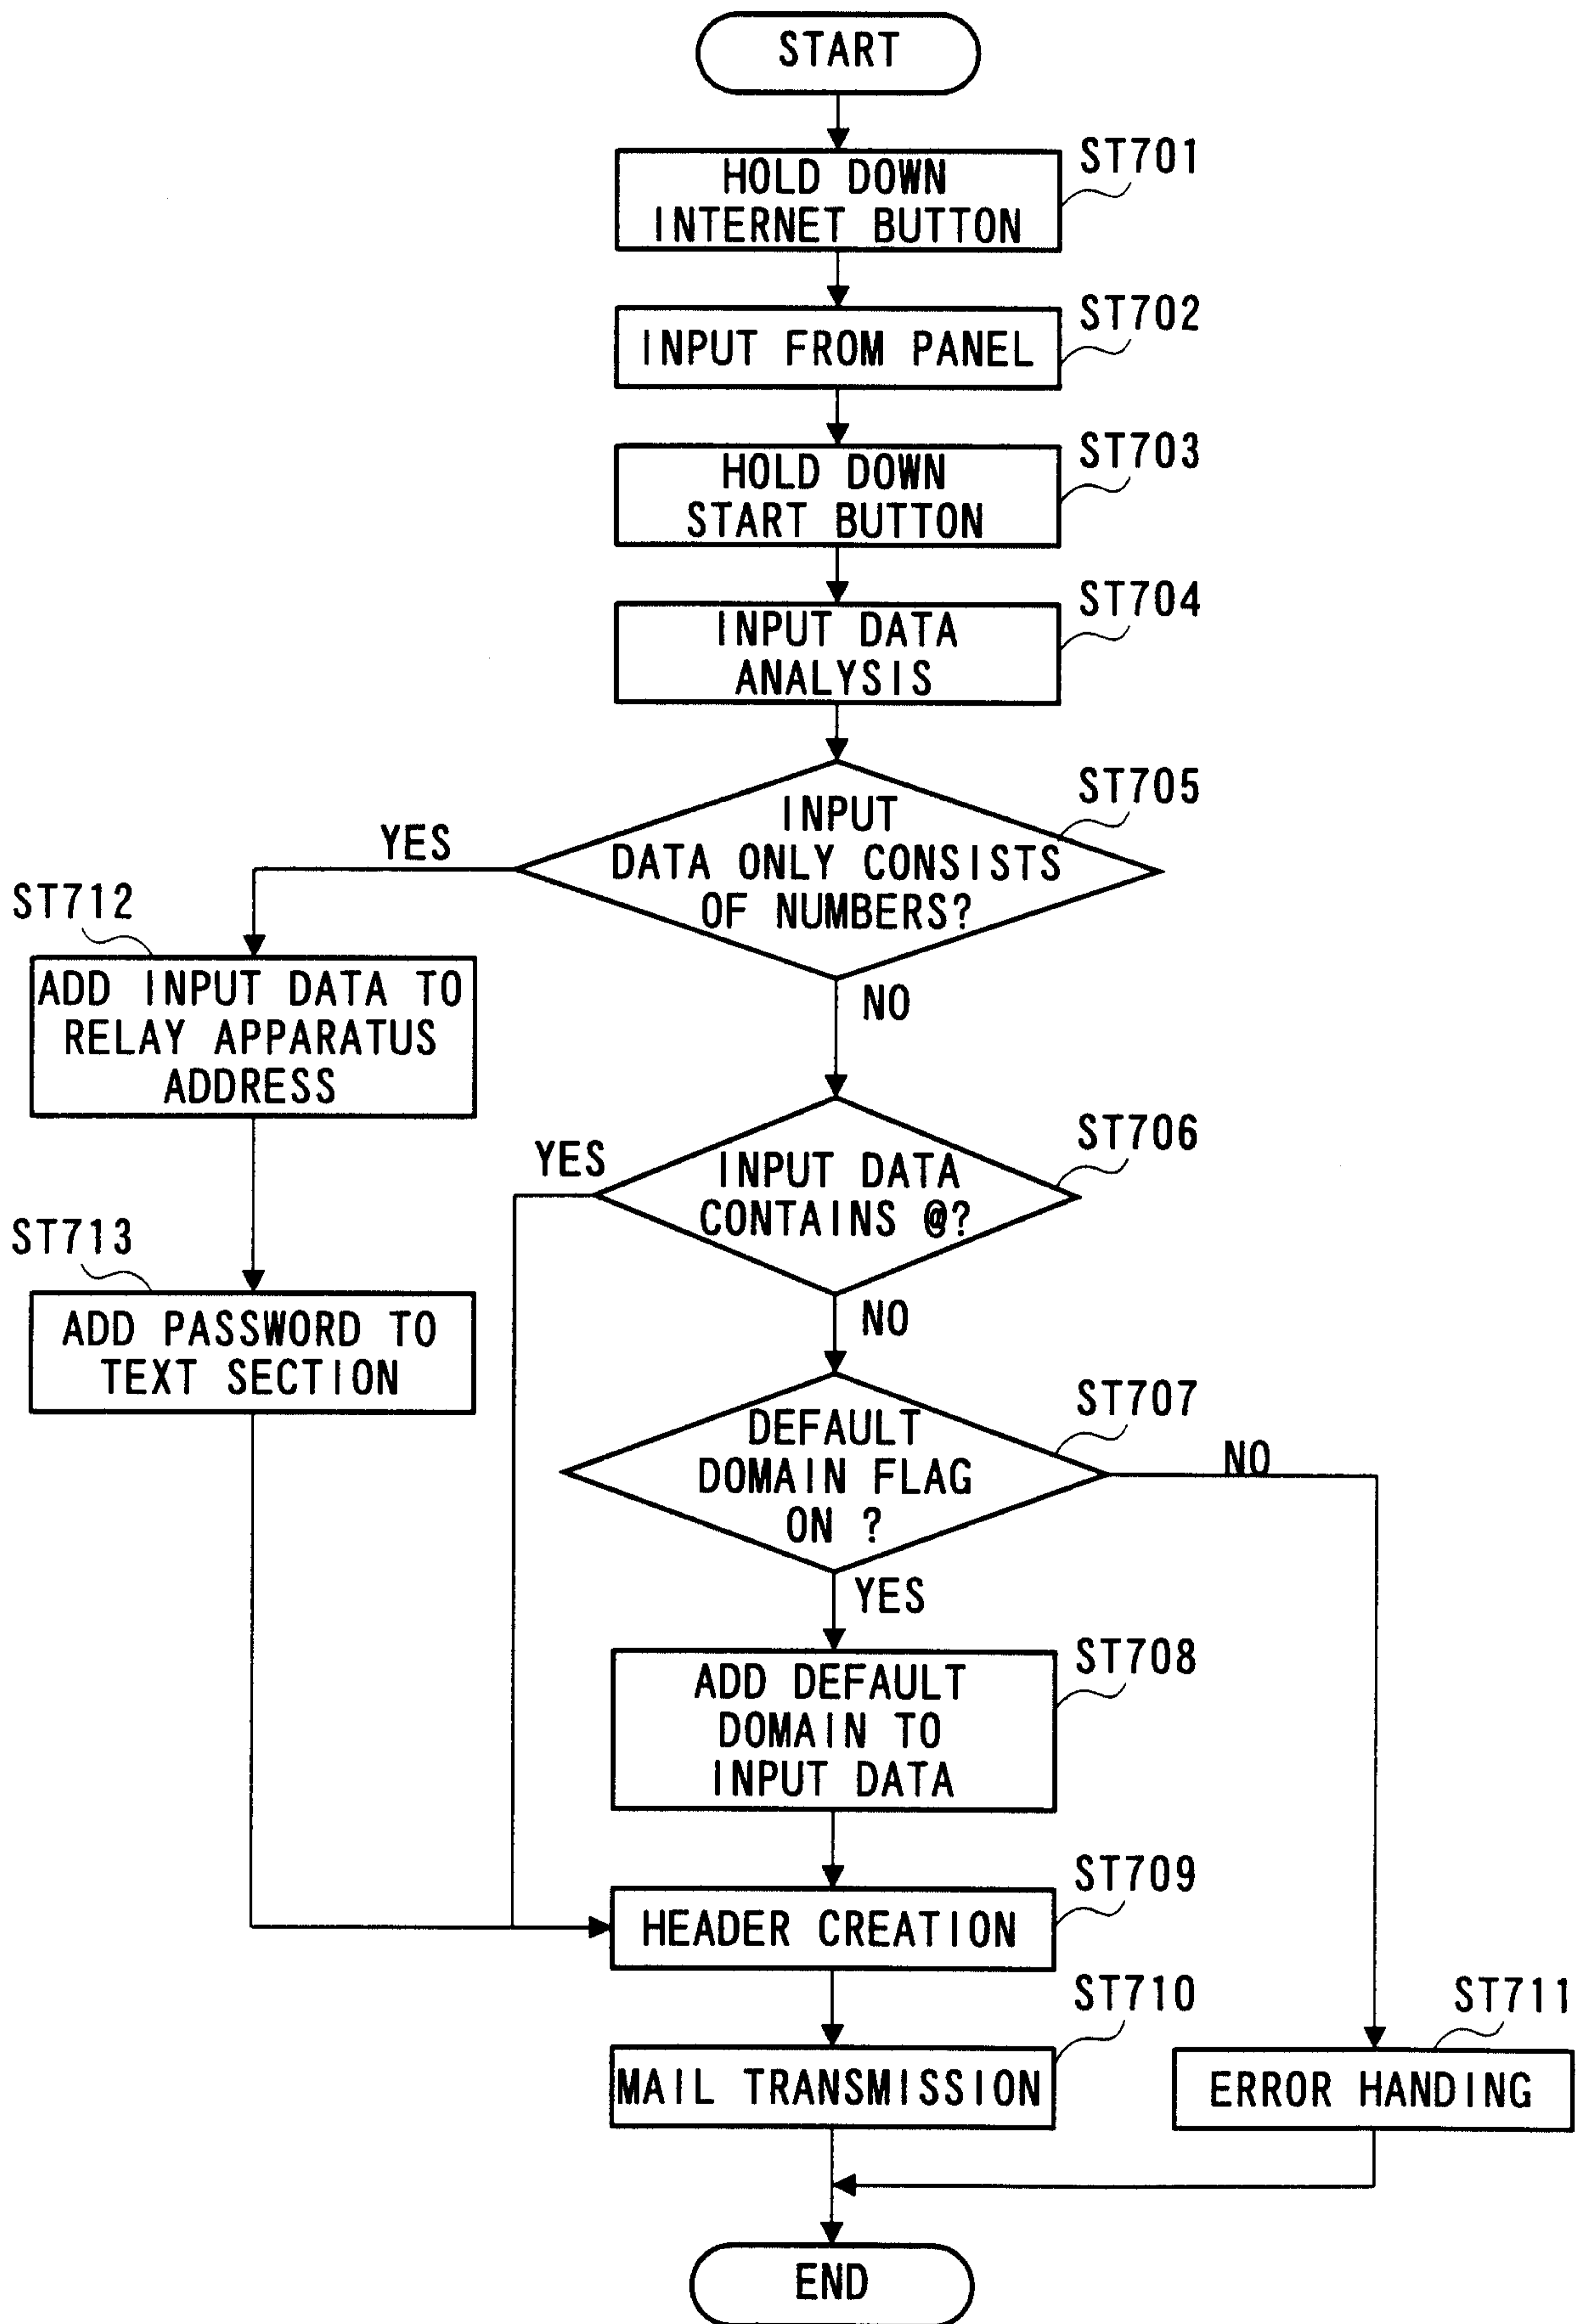 START
ST701
HOLD DOWN
INTERNET BUTTON
ST702
INPUT FROM PANEL
ST703
HOLD DOWN
START BUTTON
ST704
INPUT DATA
ANALYSIS
ST705
INPUT
DATA ONLY CONSISTS
OF NUMBERS?
YES
NO
ST712
ADD INPUT DATA TO
RELAY APPARATUS
ADDRESS
ST713
ADD PASSWORD TO
TEXT SECTION
ST706
INPUT DATA
CONTAINS @?
YES
NO
ST707
DEFAULT
DOMAIN FLAG
ON ?
NO
YES
ST708
ADD DEFAULT
DOMAIN TO
INPUT DATA
ST709
HEADER CREATION
ST710
MAIL TRANSMISSION
ST711
ERROR HANDING
END